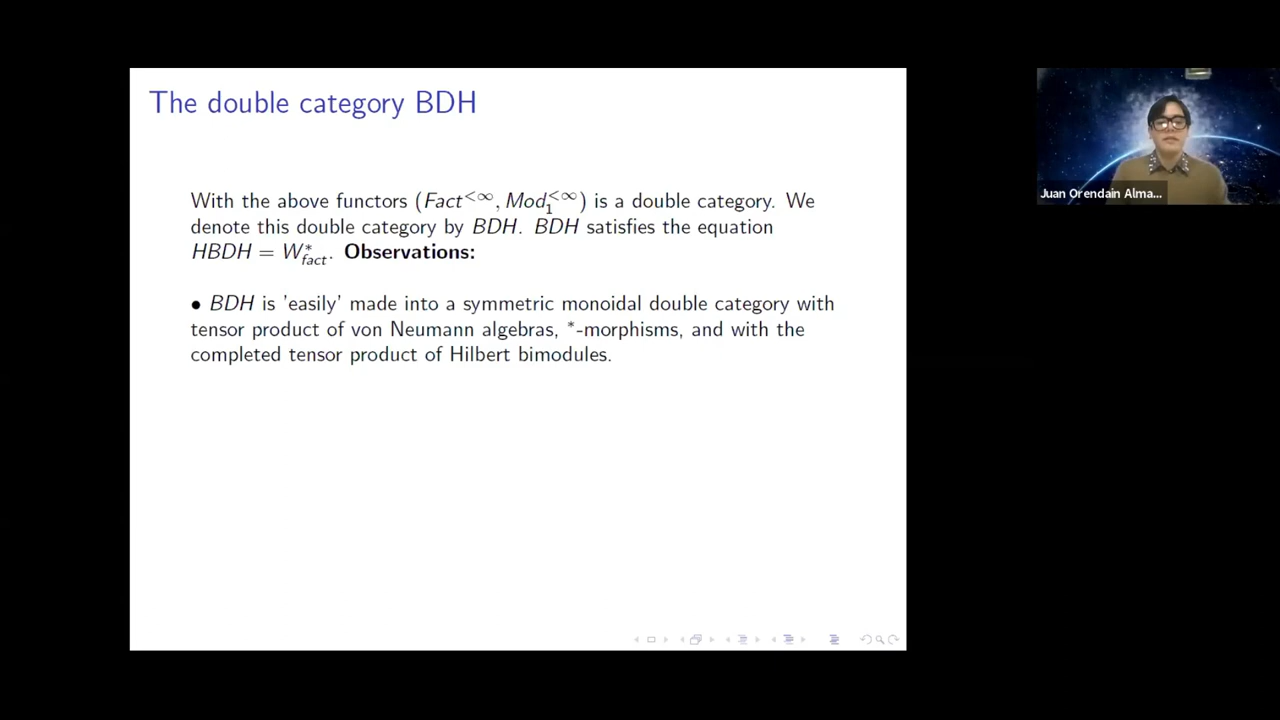 The double category BDH
With the above functors (Fact^{<∞}, Mod_1^{<∞}) is a double category. We
denote this double category by BDH. BDH satisfies the equation
HBDH = W^*_{fact}. Observations:
• BDH is 'easily' made into a symmetric monoidal double category with
tensor product of von Neumann algebras, *-morphisms, and with the
completed tensor product of Hilbert bimodules.
Juan Orendain Alma...